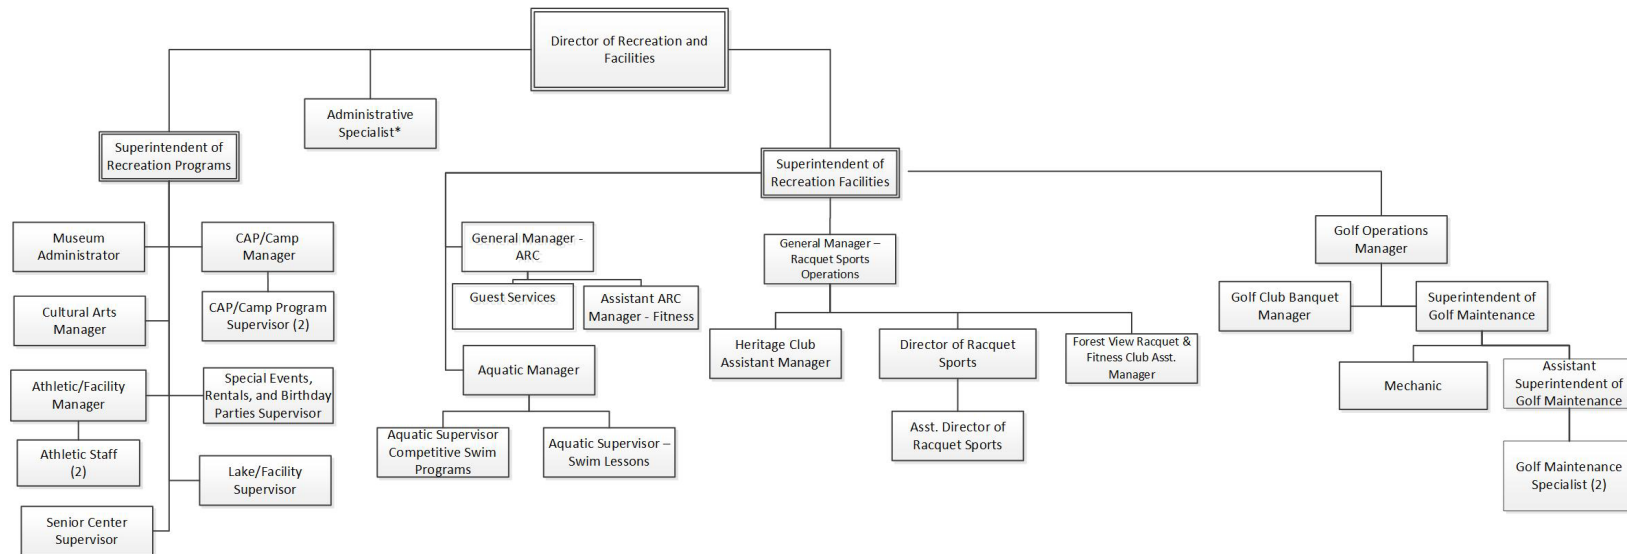 Director of Recreation and
Facilities
Administrative
Specialist*
Superintendent of
Recreation Programs
Superintendent of
Recreation Facilities
Museum
Administrator
CAP/Camp
Manager
CAP/Camp Program
Supervisor (2)
Cultural Arts
Manager
Athletic/Facility
Manager
Special Events,
Rentals, and Birthday
Parties Supervisor
Athletic Staff
(2)
Lake/Facility
Supervisor
Senior Center
Supervisor
General Manager -
ARC
Guest Services
Assistant ARC
Manager - Fitness
Aquatic Manager
Aquatic Supervisor
Competitive Swim
Programs
Aquatic Supervisor –
Swim Lessons
General Manager –
Racquet Sports
Operations
Heritage Club
Assistant Manager
Director of Racquet
Sports
Forest View Racquet
& Fitness Club Asst.
Manager
Asst. Director of
Racquet Sports
Golf Operations
Manager
Golf Club Banquet
Manager
Superintendent of
Golf Maintenance
Mechanic
Assistant
Superintendent of
Golf Maintenance
Golf Maintenance
Specialist (2)